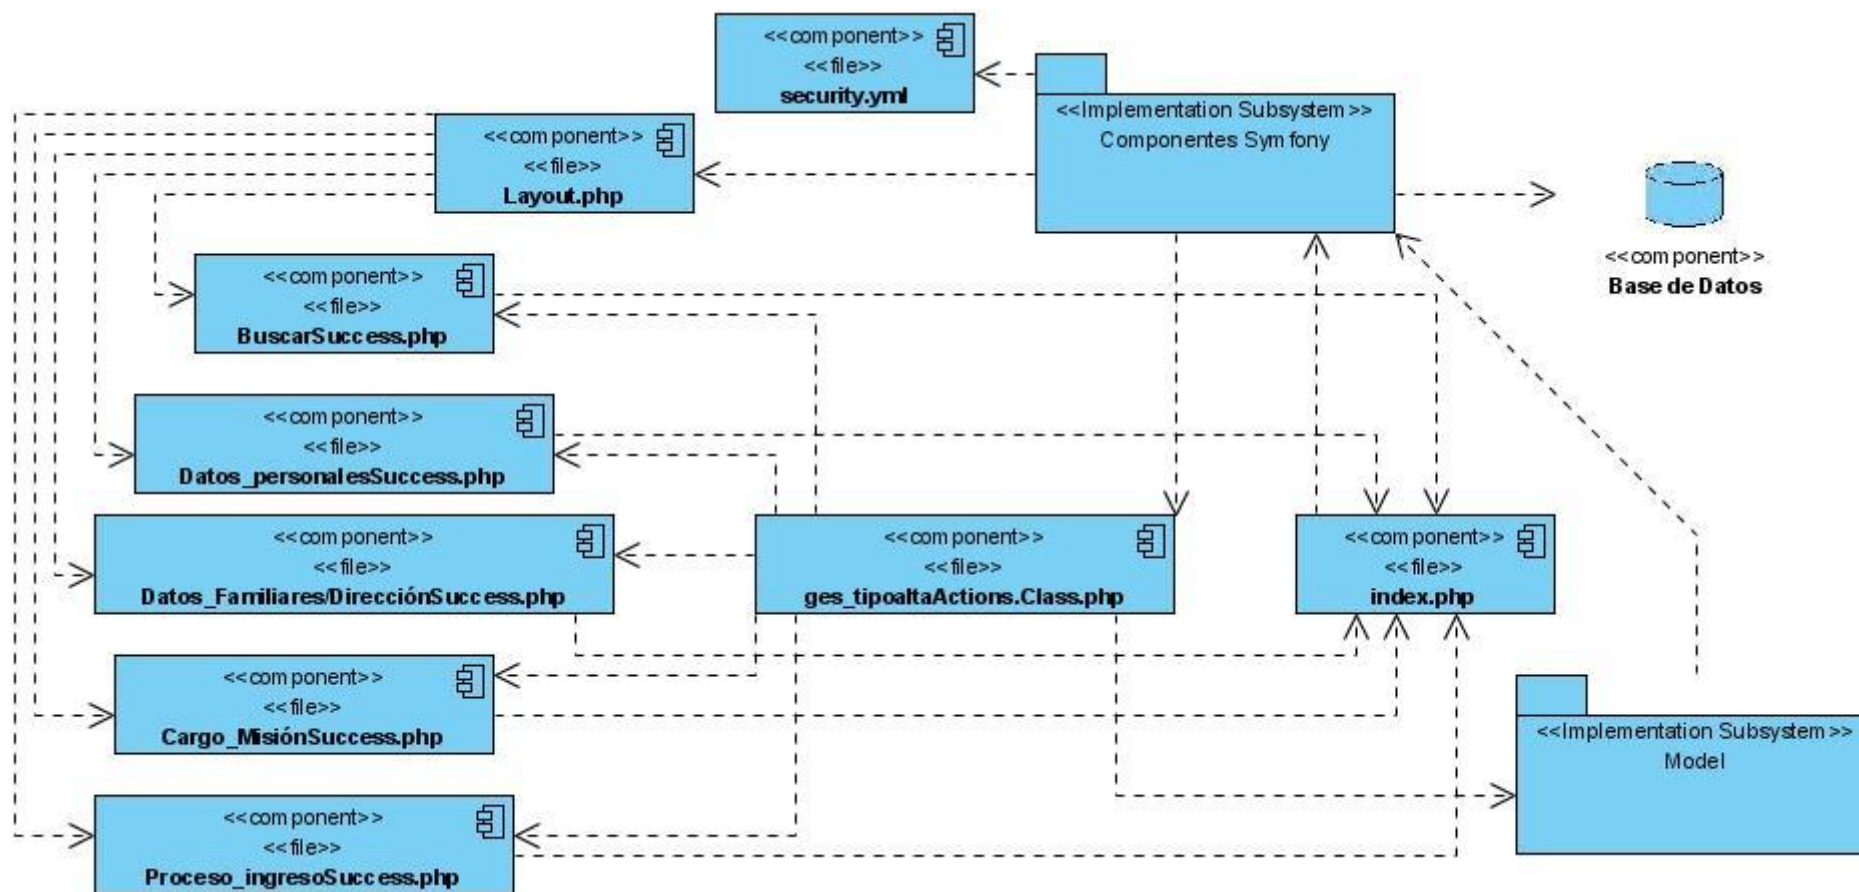 <<component>>
<<file>>
security.yml
<<Implementation Subsystem>>
Componentes Symfony
<<component>>
<<file>>
Layout.php
<<component>>
Base de Datos
<<component>>
<<file>>
BuscarSuccess.php
<<component>>
<<file>>
Datos_personalesSuccess.php
<<component>>
<<file>>
Datos_Familiares/DirecciónSuccess.php
<<component>>
<<file>>
ges_tipoaltaActions.Class.php
<<component>>
<<file>>
index.php
<<component>>
<<file>>
Cargo_MisiónSuccess.php
<<Implementation Subsystem>>
Model
<<component>>
<<file>>
Proceso_ingresoSuccess.php